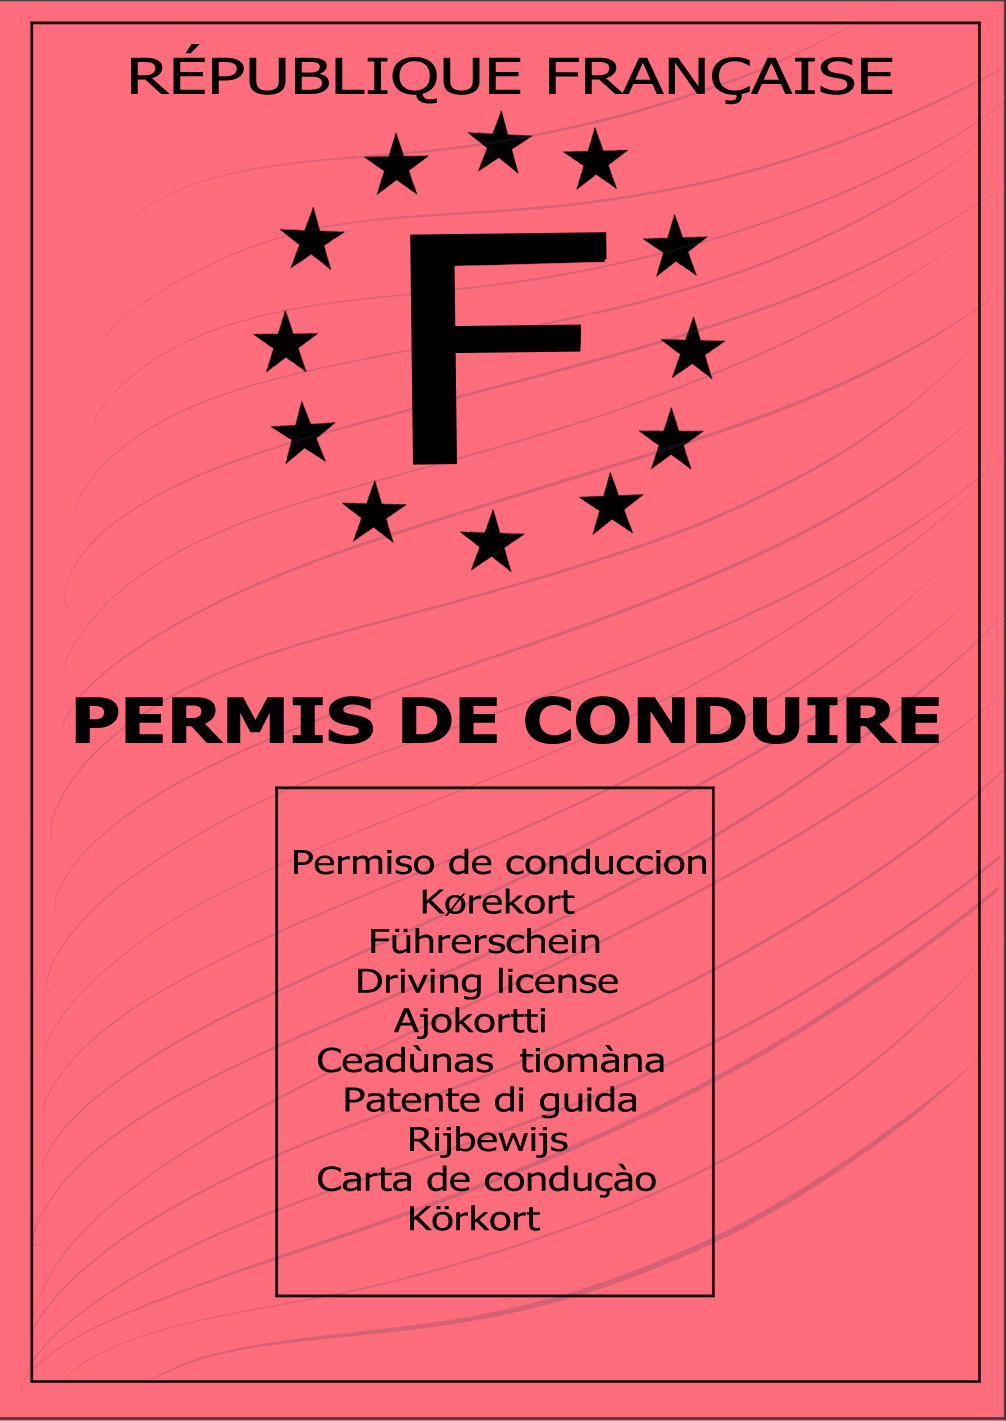 RÉPUBLIQUE FRANÇAISE
F
PERMIS DE CONDUIRE
Permiso de conduccion
Kørekort
Führerschein
Driving license
Ajokortti
Ceadùnas tiomàna
Patente di guida
Rijbewijs
Carta de conduçào
Körkort